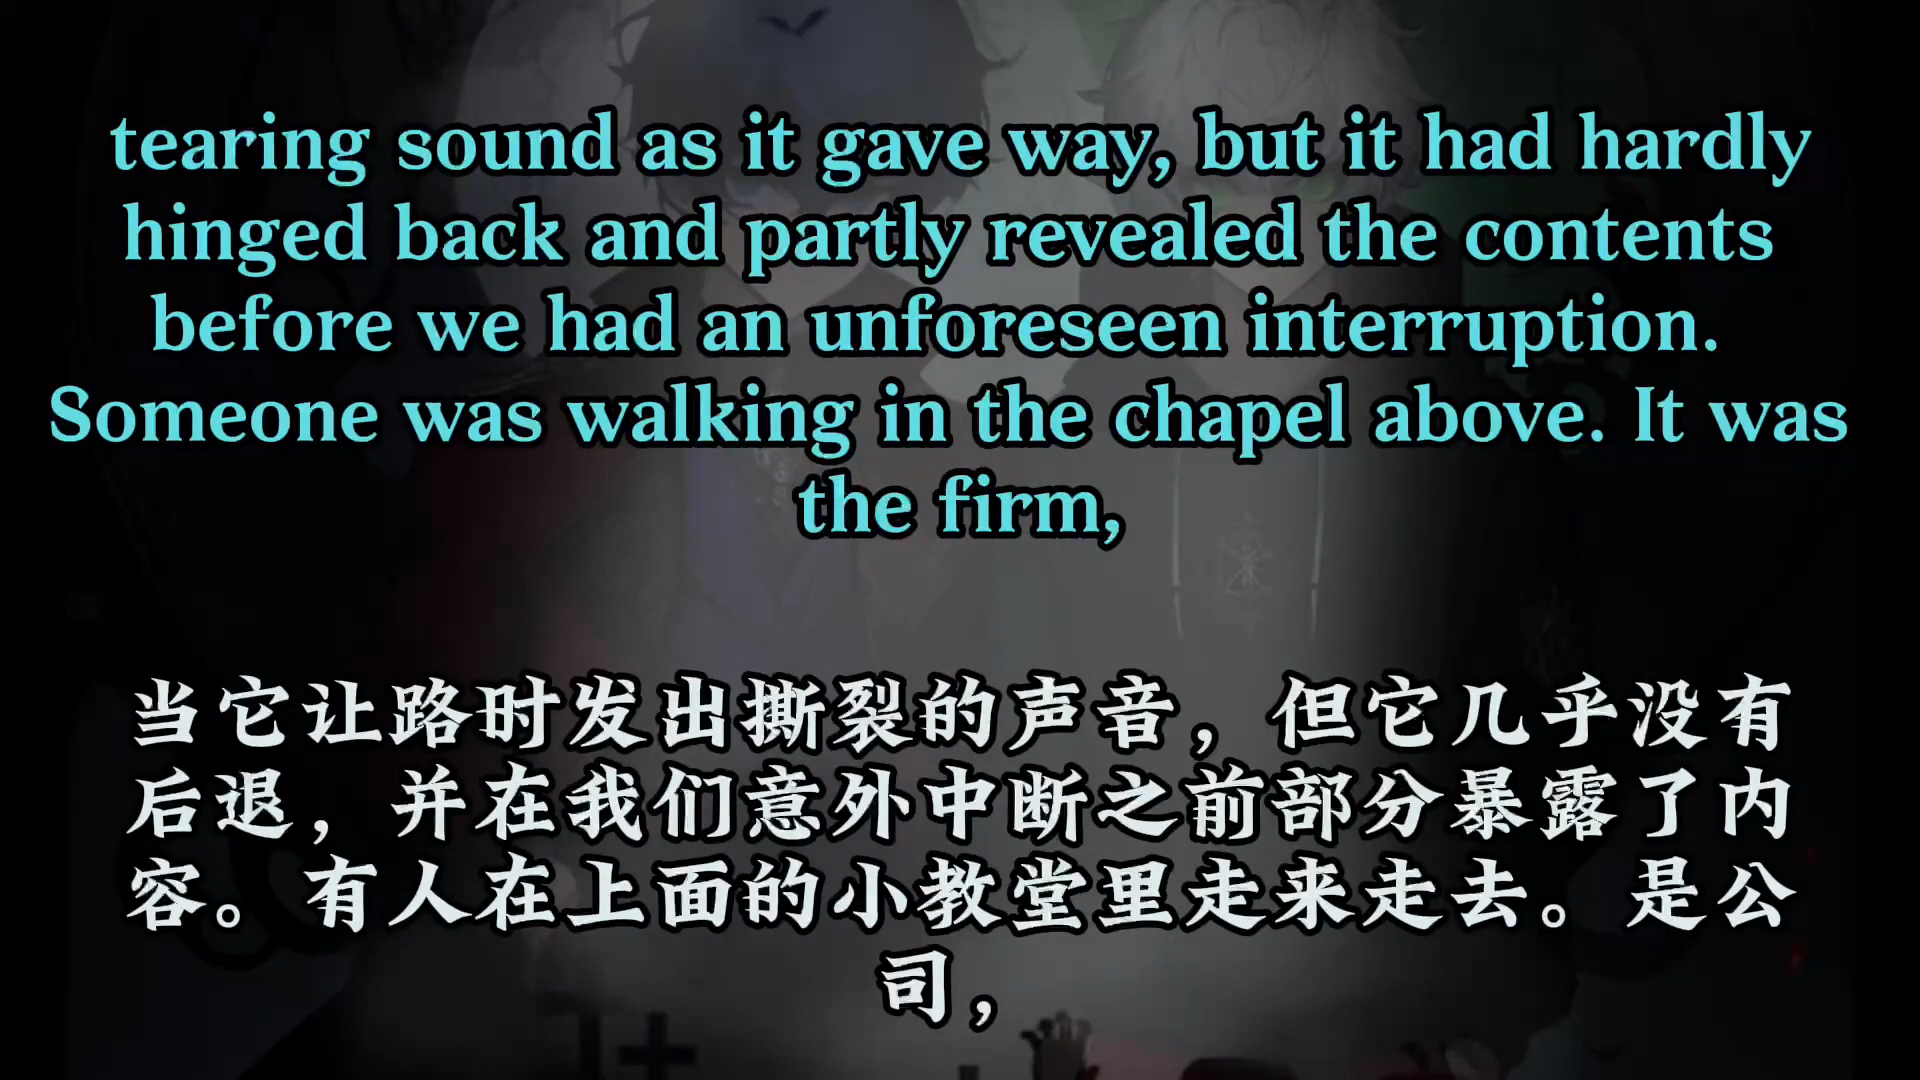 tearing sound as it gave way, but it had hardly
hinged back and partly revealed the contents
before we had an unforeseen interruption.
Someone was walking in the chapel above. It was
the firm,
当它让路时发出撕裂的声音，但它几乎没有
后退，并在我们意外中断之前部分暴露了内
容。有人在上面的小教堂里走来走去。是公
司，